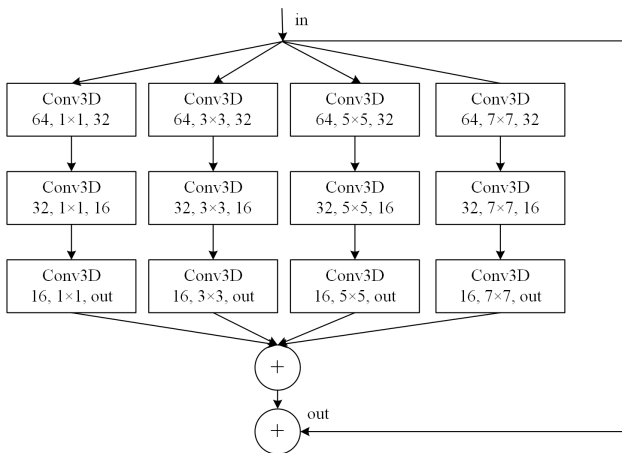 in
Conv3D
64, 1×1, 32
Conv3D
64, 3×3, 32
Conv3D
64, 5×5, 32
Conv3D
64, 7×7, 32
Conv3D
32, 1×1, 16
Conv3D
32, 3×3, 16
Conv3D
32, 5×5, 16
Conv3D
32, 7×7, 16
Conv3D
16, 1×1, out
Conv3D
16, 3×3, out
Conv3D
16, 5×5, out
Conv3D
16, 7×7, out
+
out
+